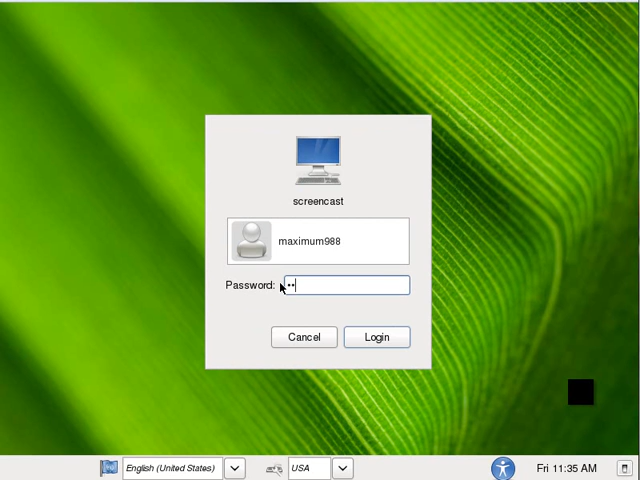 screencast
maximum988
Password: ••
Cancel Login
English (United States) USA Fri 11:35 AM